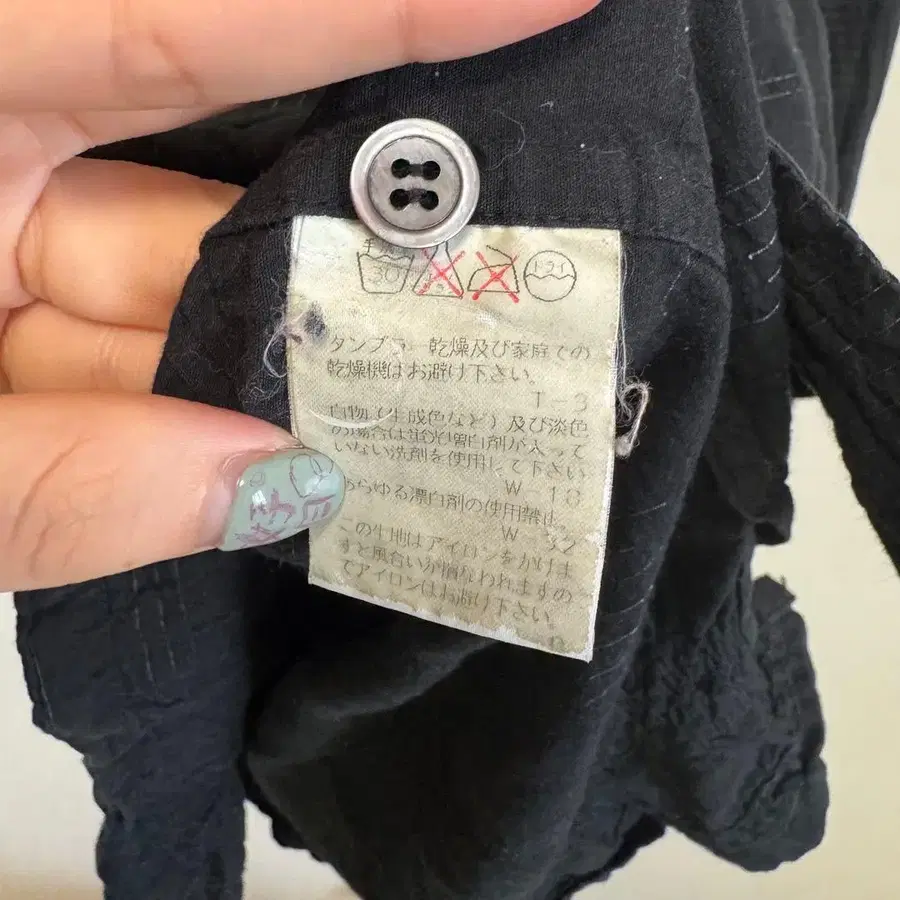 手洗
30
ドライ
タンブラー乾燥及び家庭での
乾燥機はお避け下さい。
T-3
白物(生成色など)及び淡色
の場合は蛍光増白剤が入って
いない洗剤を使用して下さい
W-18
あらゆる漂白剤の使用禁止。
W-32
この生地はアイロンをかけま
すと風合いが損なわれますの
でアイロンはお避け下さい。